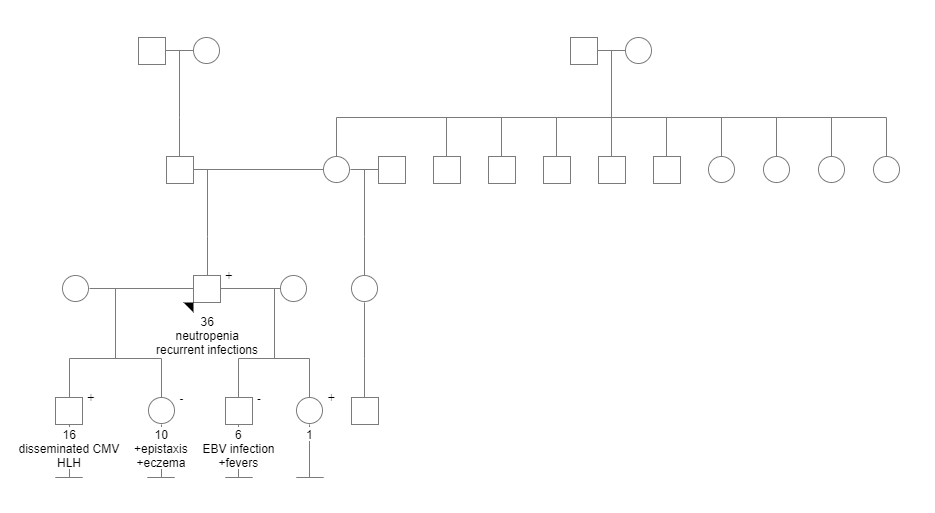 +
36
neutropenia
recurrent infections
+
-
-
+
16
disseminated CMV
HLH
10
+epistaxis
+eczema
6
EBV infection
+fevers
1